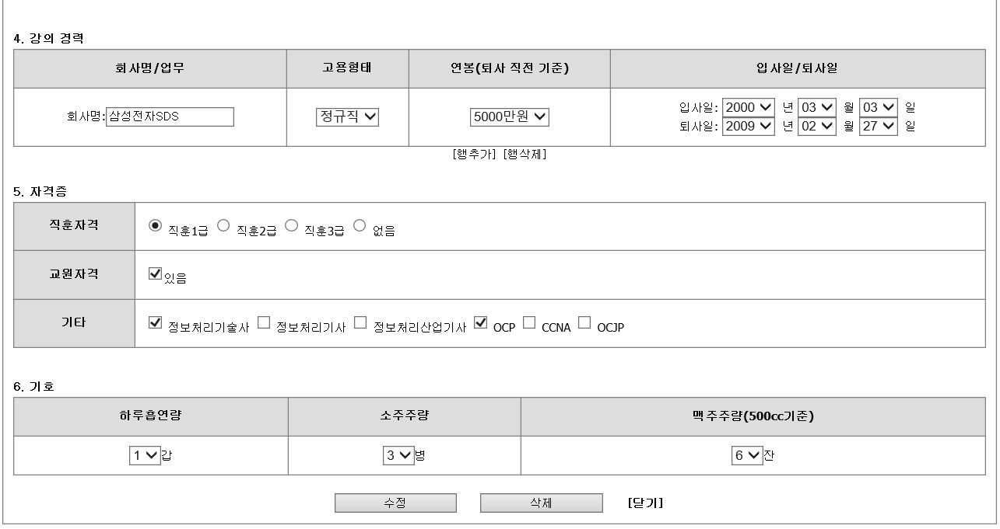 4. 강의 경력
회사명/업무 고용형태 연봉(퇴사 직전 기준) 입사일/퇴사일
회사명: 삼성전자SDS 정규직 5000만원 입사일: 2000 년 03 월 03 일
퇴사일: 2009 년 02 월 27 일
[행추가] [행삭제]
5. 자격증
직훈자격 직훈1급 직훈2급 직훈3급 없음
교원자격 있음
기타 정보처리기술사 정보처리기사 정보처리산업기사 OCP CCNA OCJP
6. 기호
하루흡연량 소주주량 맥주주량(500cc기준)
1 갑 3 병 6 잔
수정 삭제 [닫기]